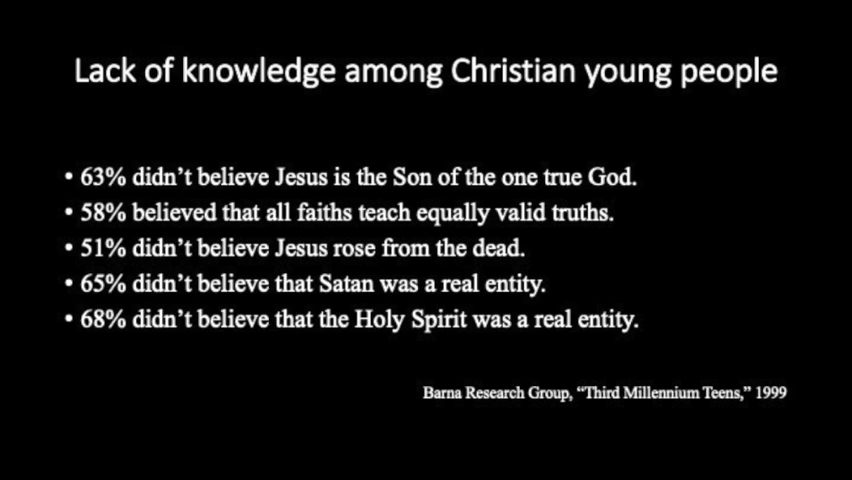 Lack of knowledge among Christian young people
• 63% didn’t believe Jesus is the Son of the one true God.
• 58% believed that all faiths teach equally valid truths.
• 51% didn’t believe Jesus rose from the dead.
• 65% didn’t believe that Satan was a real entity.
• 68% didn’t believe that the Holy Spirit was a real entity.
Barna Research Group, “Third Millennium Teens,” 1999